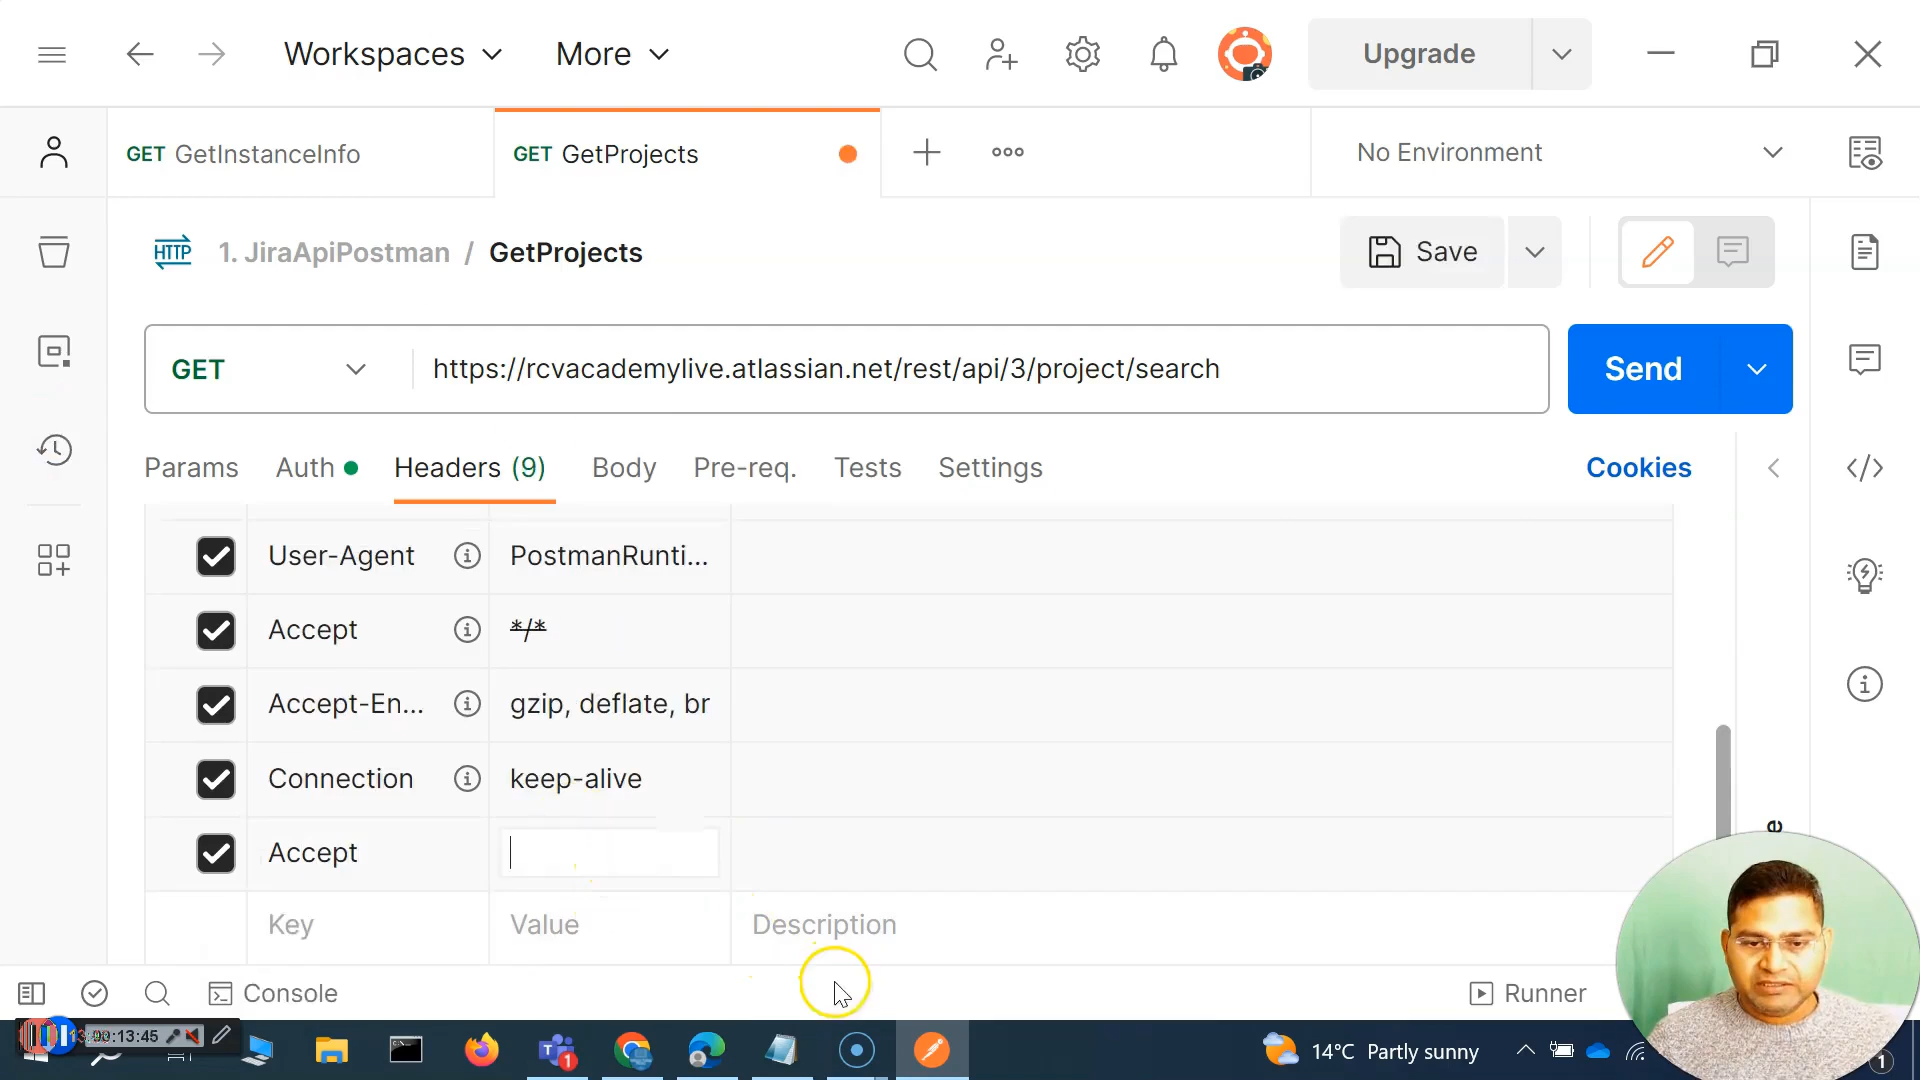 Workspaces More Upgrade
GET GetInstanceInfo GET GetProjects No Environment
HTTP 1. JiraApiPostman / GetProjects Save
GET https://rcvacademylive.atlassian.net/rest/api/3/project/search Send
Params Auth Headers (9) Body Pre-req. Tests Settings Cookies
User-Agent PostmanRunti...
Accept */*
Accept-En... gzip, deflate, br
Connection keep-alive
Accept
Key Value Description
Console Runner
14°C Partly sunny